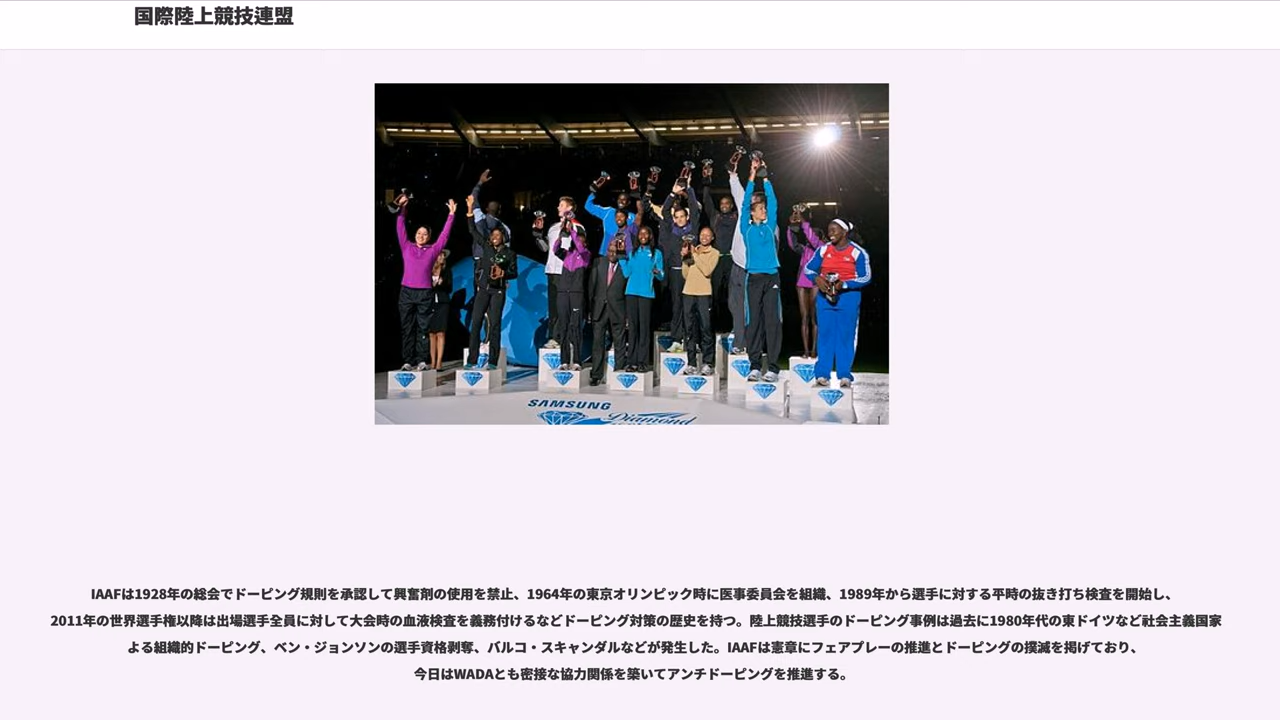 国際陸上競技連盟
SAMSUNG
Diamond
IAAFは1928年の総会でドーピング規則を承認して興奮剤の使用を禁止、1964年の東京オリンピック時に医事委員会を組織、1989年から選手に対する平時の抜き打ち検査を開始し、
2011年の世界選手権以降は出場選手全員に対して大会時の血液検査を義務付けるなどドーピング対策の歴史を持つ。陸上競技選手のドーピング事例は過去に1980年代の東ドイツなど社会主義国家
よる組織的ドーピング、ベン・ジョンソンの選手資格剥奪、バルコ・スキャンダルなどが発生した。IAAFは憲章にフェアプレーの推進とドーピングの撲滅を掲げており、
今日はWADAとも密接な協力関係を築いてアンチドーピングを推進する。